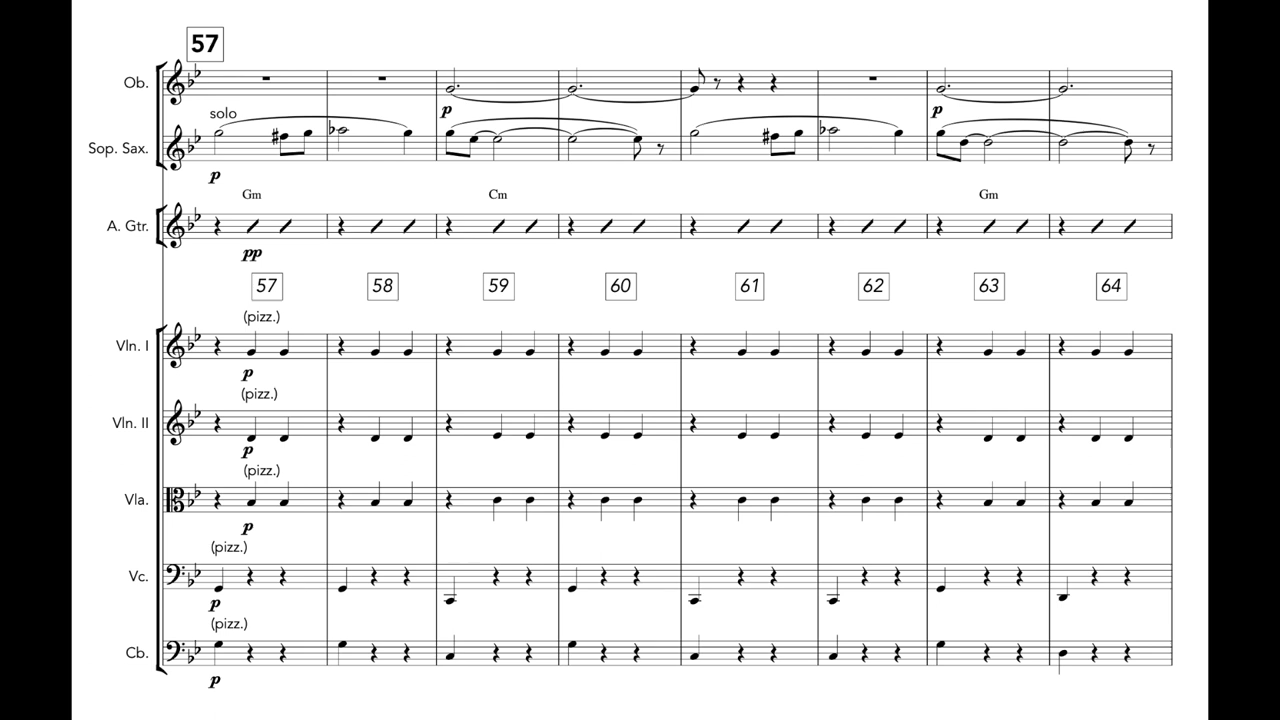 57
Ob.
p
p
solo
Sop. Sax.
p
Gm Cm Gm
A. Gtr.
pp
57 58 59 60 61 62 63 64
(pizz.)
Vln. I
p
(pizz.)
Vln. II
p
(pizz.)
Vla.
p
(pizz.)
Vc.
p
(pizz.)
Cb.
p